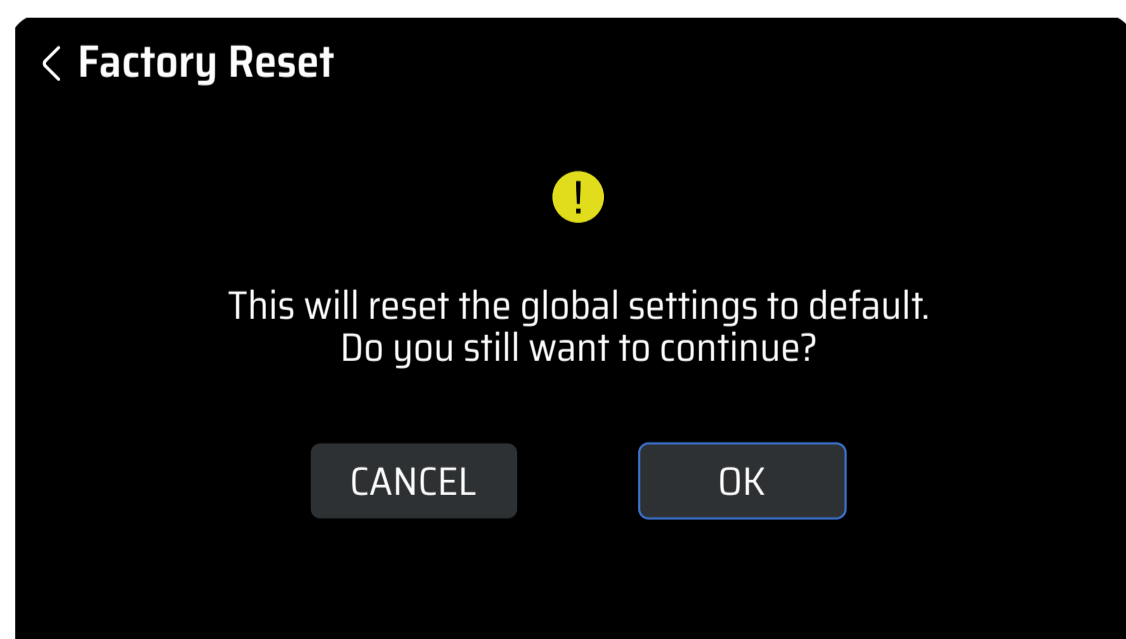 Factory Reset
!
This will reset the global settings to default.
Do you still want to continue?
CANCEL
OK